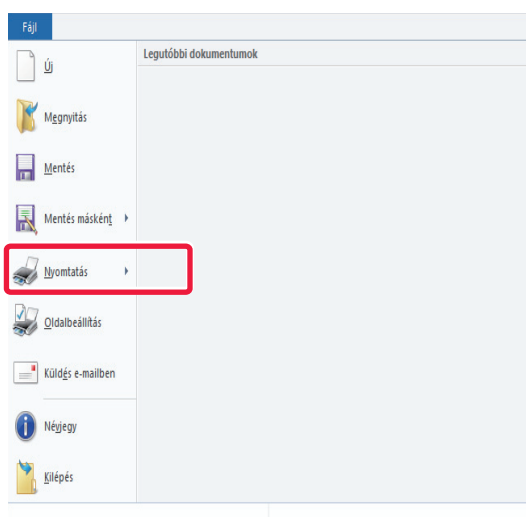 Fájl
Legutóbbi dokumentumok
Új
Megnyitás
Mentés
Mentés másként
Nyomtatás
Oldalbeállítás
Küldés e-mailben
Névjegy
Kilépés